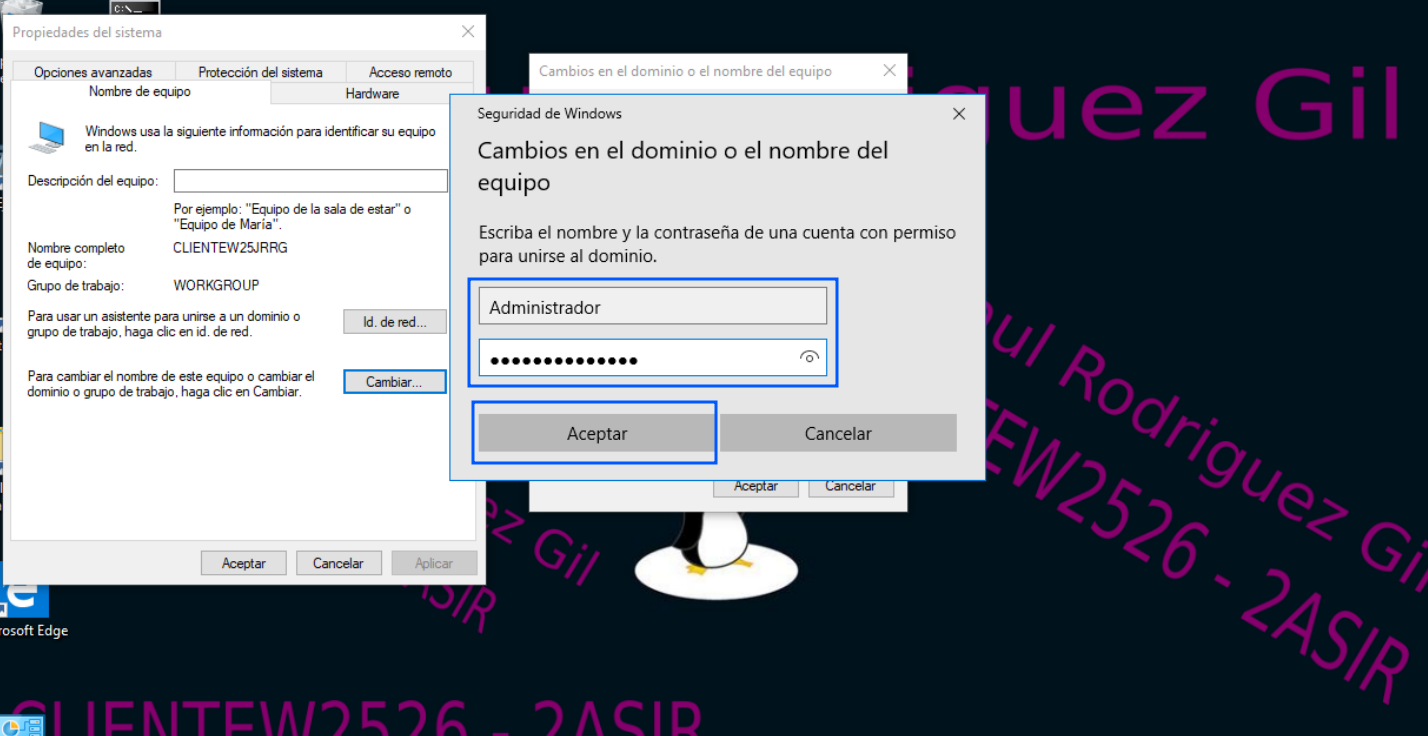 C:\_
Propiedades del sistema
Opciones avanzadas
Protección del sistema
Acceso remoto
Nombre de equipo
Hardware
Windows usa la siguiente información para identificar su equipo
en la red.
Descripción del equipo:
Por ejemplo: "Equipo de la sala de estar" o
"Equipo de María".
Nombre completo
de equipo:
CLIENTEW25JRRG
Grupo de trabajo:
WORKGROUP
Para usar un asistente para unirse a un dominio o
grupo de trabajo, haga clic en id. de red.
Id. de red...
Para cambiar el nombre de este equipo o cambiar el
dominio o grupo de trabajo, haga clic en Cambiar.
Cambiar...
Aceptar
Cancelar
Aplicar
Cambios en el dominio o el nombre del equipo
Seguridad de Windows
Cambios en el dominio o el nombre del
equipo
Escriba el nombre y la contraseña de una cuenta con permiso
para unirse al dominio.
Administrador
••••••••••••••
Aceptar
Cancelar
Aceptar
Cancelar
guez Gil
ul Rodriguez Gil
EW2526 - 2ASIR
ez Gil
2ASIR
rosoft Edge
CLIENTEW2526 - 2ASIR